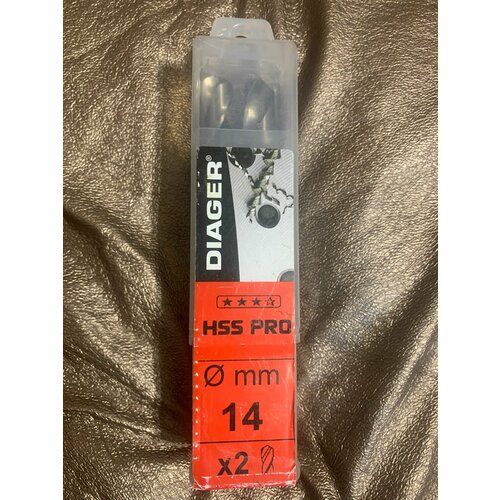 DIAGER®
HSS PRO
Ø mm
14
x2